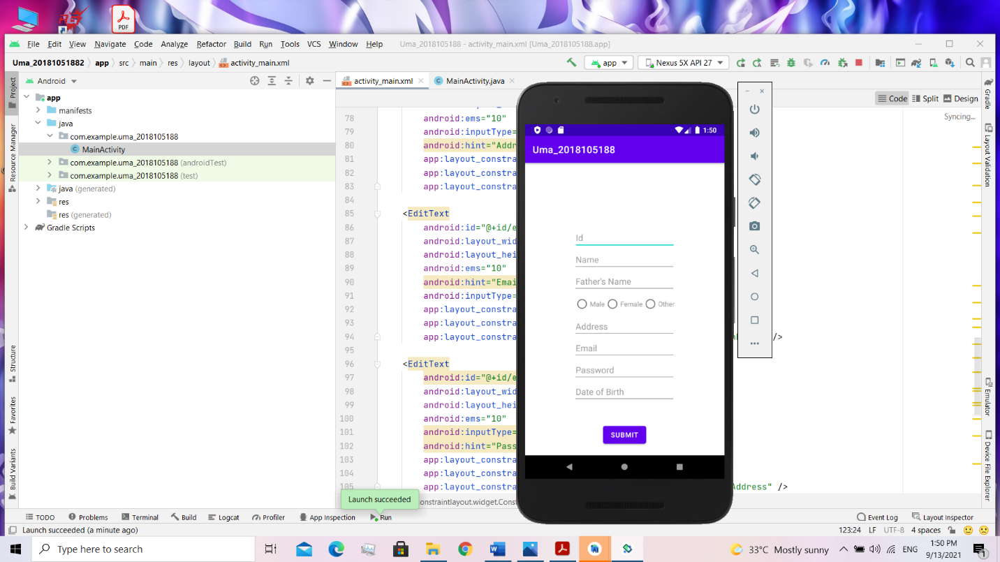 PDF
File Edit View Navigate Code Analyze Refactor Build Run Tools VCS Window Help Uma_2018105188 - activity_main.xml [Uma_2018105188.app]
Uma_20181051882 app src main res layout activity_main.xml app Nexus 5X API 27
Android
activity_main.xml
MainActivity.java
Code Split Design
Syncing...
Project
Resource Manager
Structure
Favorites
Build Variants
app
manifests
java
com.example.uma_2018105188
MainActivity
com.example.uma_2018105188 (androidTest)
com.example.uma_2018105188 (test)
java (generated)
res
res (generated)
Gradle Scripts
78 android:ems="10"
79 android:inputType=
80 android:hint="Addr
81 app:layout_constra
82 app:layout_constra
83 app:layout_constra
84
85 <EditText
86 android:id="@+id/e
87 android:layout_wid
88 android:layout_hei
89 android:ems="10"
90 android:hint="Emai
91 android:inputType=
92 app:layout_constra
93 app:layout_constra
94 app:layout_constra />
95
96 <EditText
97 android:id="@+id/e
98 android:layout_wid
99 android:layout_hei
100 android:ems="10"
101 android:inputType=
102 android:hint="Pass
103 app:layout_constra
104 app:layout_constra
105 app:layout_constra Address" />
onstraintlayout.widget.Const
1:50
Uma_2018105188
Id
Name
Father's Name
Male Female Other
Address
Email
Password
Date of Birth
SUBMIT
Gradle
Layout Validation
Emulator
Device File Explorer
Launch succeeded
TODO Problems Terminal Build Logcat Profiler App Inspection Run Event Log Layout Inspector
Launch succeeded (a minute ago) 123:24 LF UTF-8 4 spaces
Type here to search
33°C Mostly sunny ENG
1:50 PM
9/13/2021
1